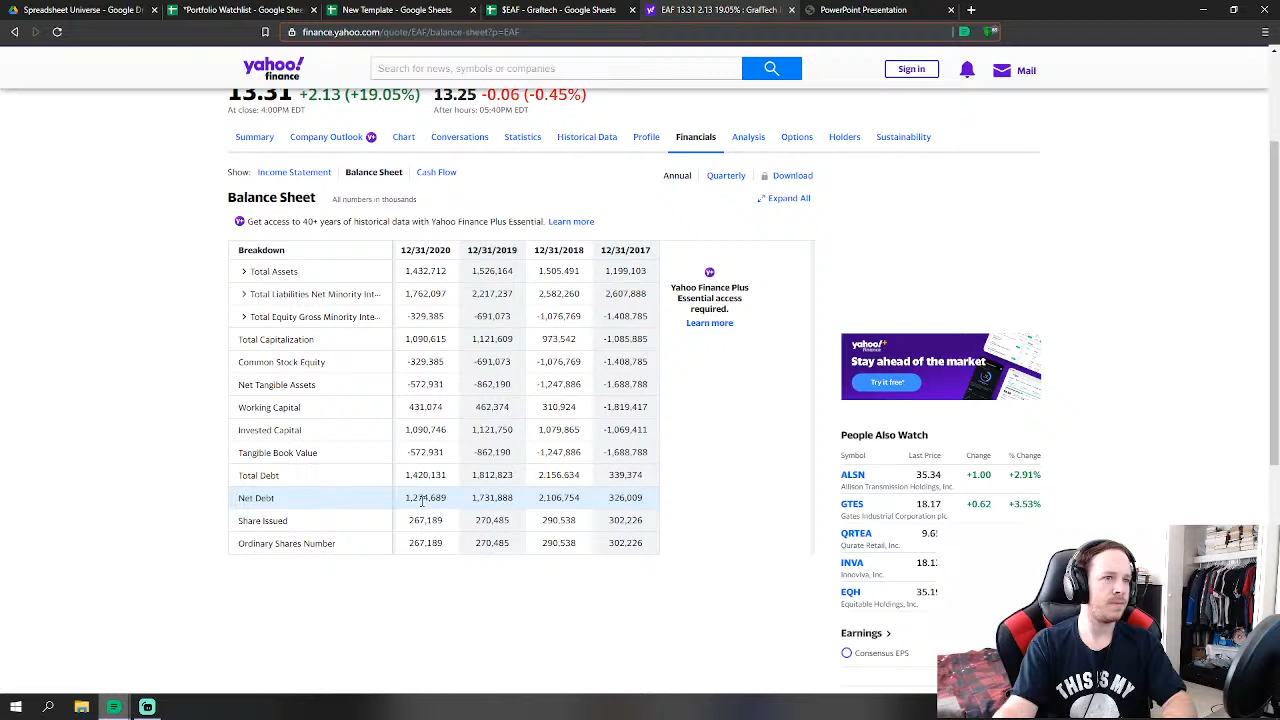 Spreadsheet Universe - Google D
*Portfolio Watchlist - Google Shee
New Template - Google Sheets
$EAF - Graftech - Google Sheets
EAF 13.31 2.13 19.05% : GrafTech
PowerPoint Presentation
finance.yahoo.com/quote/EAF/balance-sheet?p=EAF
yahoo!
finance
Search for news, symbols or companies
Sign in
Mail
13.31 +2.13 (+19.05%) 13.25 -0.06 (-0.45%)
At close: 4:00PM EDT After hours: 05:40PM EDT
Summary Company Outlook Chart Conversations Statistics Historical Data Profile Financials Analysis Options Holders Sustainability
Show: Income Statement Balance Sheet Cash Flow Annual Quarterly Download
Balance Sheet All numbers in thousands Expand All
Get access to 40+ years of historical data with Yahoo Finance Plus Essential. Learn more
Breakdown 12/31/2020 12/31/2019 12/31/2018 12/31/2017
Total Assets 1,432,712 1,526,164 1,505,491 1,199,103
Total Liabilities Net Minority Int... 1,762,097 2,217,237 2,582,260 2,607,888
Total Equity Gross Minority Inte... -329,385 -691,073 -1,076,769 -1,408,785
Total Capitalization 1,090,615 1,121,609 973,542 -1,085,885
Common Stock Equity -329,385 -691,073 -1,076,769 -1,408,785
Net Tangible Assets -572,931 -862,190 -1,247,886 -1,688,788
Working Capital 431,074 462,374 310,924 -1,819,417
Invested Capital 1,090,746 1,121,750 1,079,865 -1,069,411
Tangible Book Value -572,931 -862,190 -1,247,886 -1,688,788
Total Debt 1,420,131 1,812,823 2,156,634 339,374
Net Debt 1,274,689 1,731,888 2,106,754 326,009
Share Issued 267,189 270,485 290,538 302,226
Ordinary Shares Number 267,189 270,485 290,538 302,226
Yahoo Finance Plus
Essential access
required.
Learn more
yahoo!+
finance
Stay ahead of the market
Try it free*
People Also Watch
Symbol Last Price Change % Change
ALSN 35.34 +1.00 +2.91%
Allison Transmission Holdings, Inc.
GTES 18.17 +0.62 +3.53%
Gates Industrial Corporation plc
QRTEA 9.6
Qurate Retail, Inc.
INVA 18.1
Innoviva, Inc.
EQH 35.19
Equitable Holdings, Inc.
Earnings
Consensus EPS
THIS IS MY